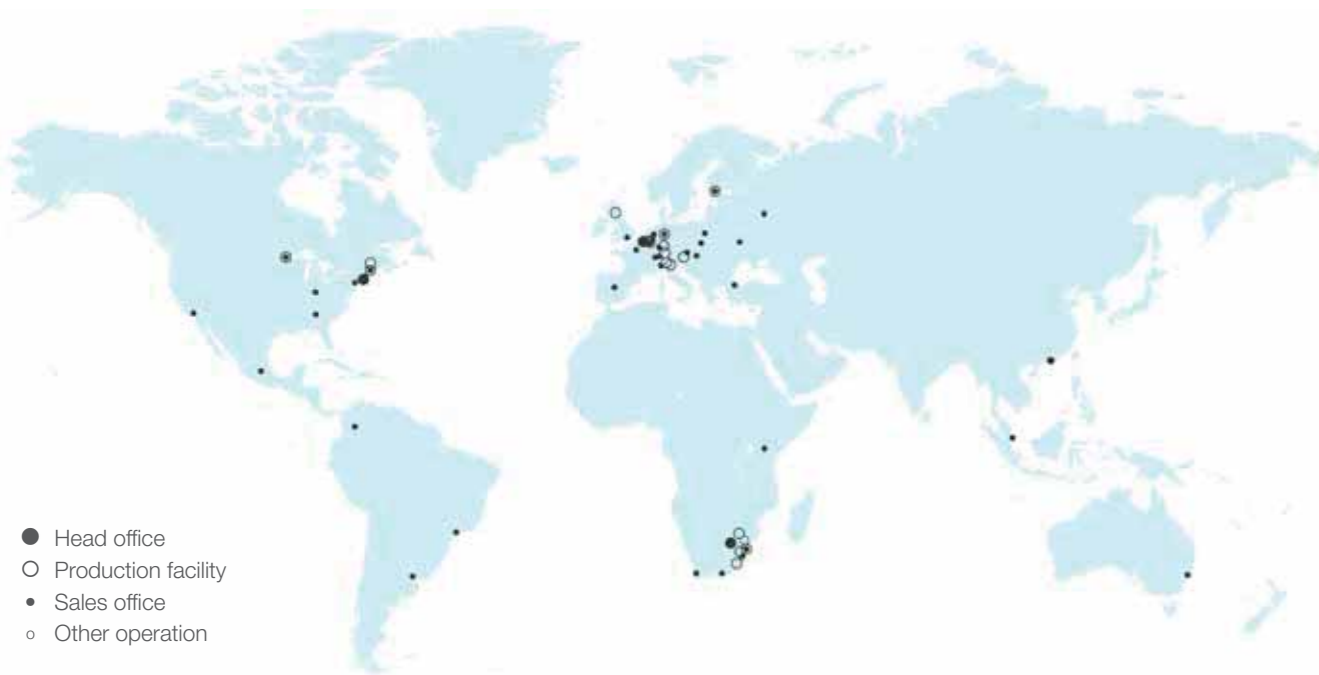 Head office
Production facility
Sales office
Other operation